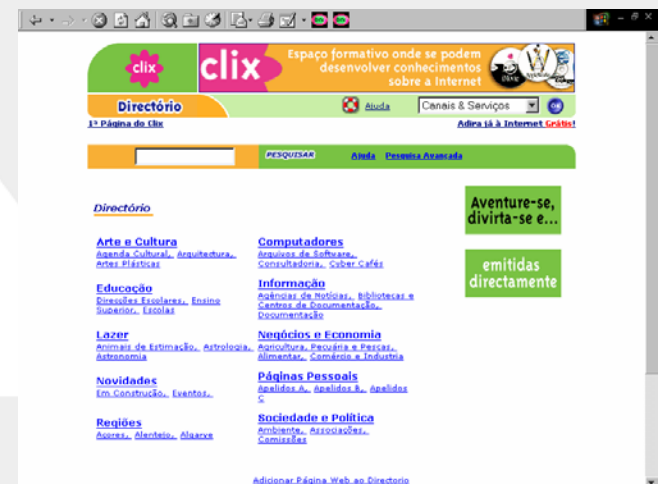 clix
clix
Espaço formativo onde se podem
desenvolver conhecimentos
sobre a Internet
Directório
Ajuda
Canais & Serviços
OK
1ª Página do Clix
Adira já à Internet Grátis!
PESQUISAR
Ajuda Pesquisa Avançada
Directório
Aventure-se,
divirta-se e...
emitidas
directamente
Arte e Cultura
Agenda Cultural, Arquitectura,
Artes Plásticas
Computadores
Arquivos de Software,
Consultadoria, Cyber Cafés
Educação
Direcções Escolares, Ensino
Superior, Escolas
Informação
Agências de Notícias, Bibliotecas e
Centros de Documentação,
Documentação
Lazer
Animais de Estimação, Astrologia,
Astronomia
Negócios e Economia
Agricultura, Pecuária e Pescas,
Alimentar, Comércio e Industria
Novidades
Em Construção, Eventos,
Páginas Pessoais
Apelidos A, Apelidos B, Apelidos
C
Regiões
Açores, Alentejo, Algarve
Sociedade e Política
Ambiente, Associações,
Comissões
Adicionar Página Web ao Directorio